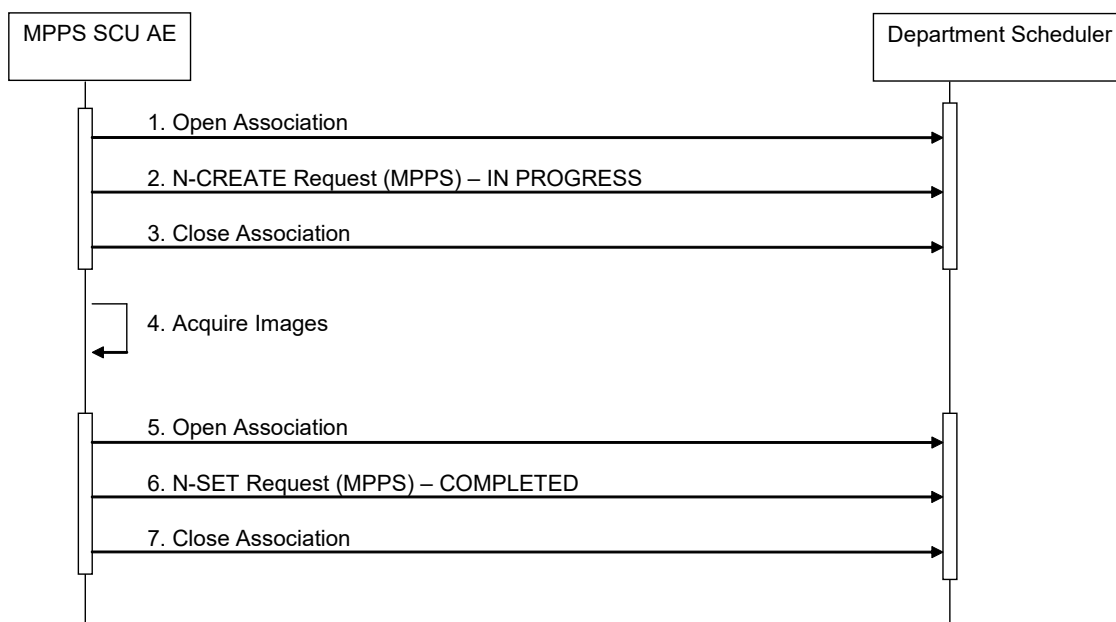 MPPS SCU AE
Department Scheduler
1. Open Association
2. N-CREATE Request (MPPS) – IN PROGRESS
3. Close Association
4. Acquire Images
5. Open Association
6. N-SET Request (MPPS) – COMPLETED
7. Close Association